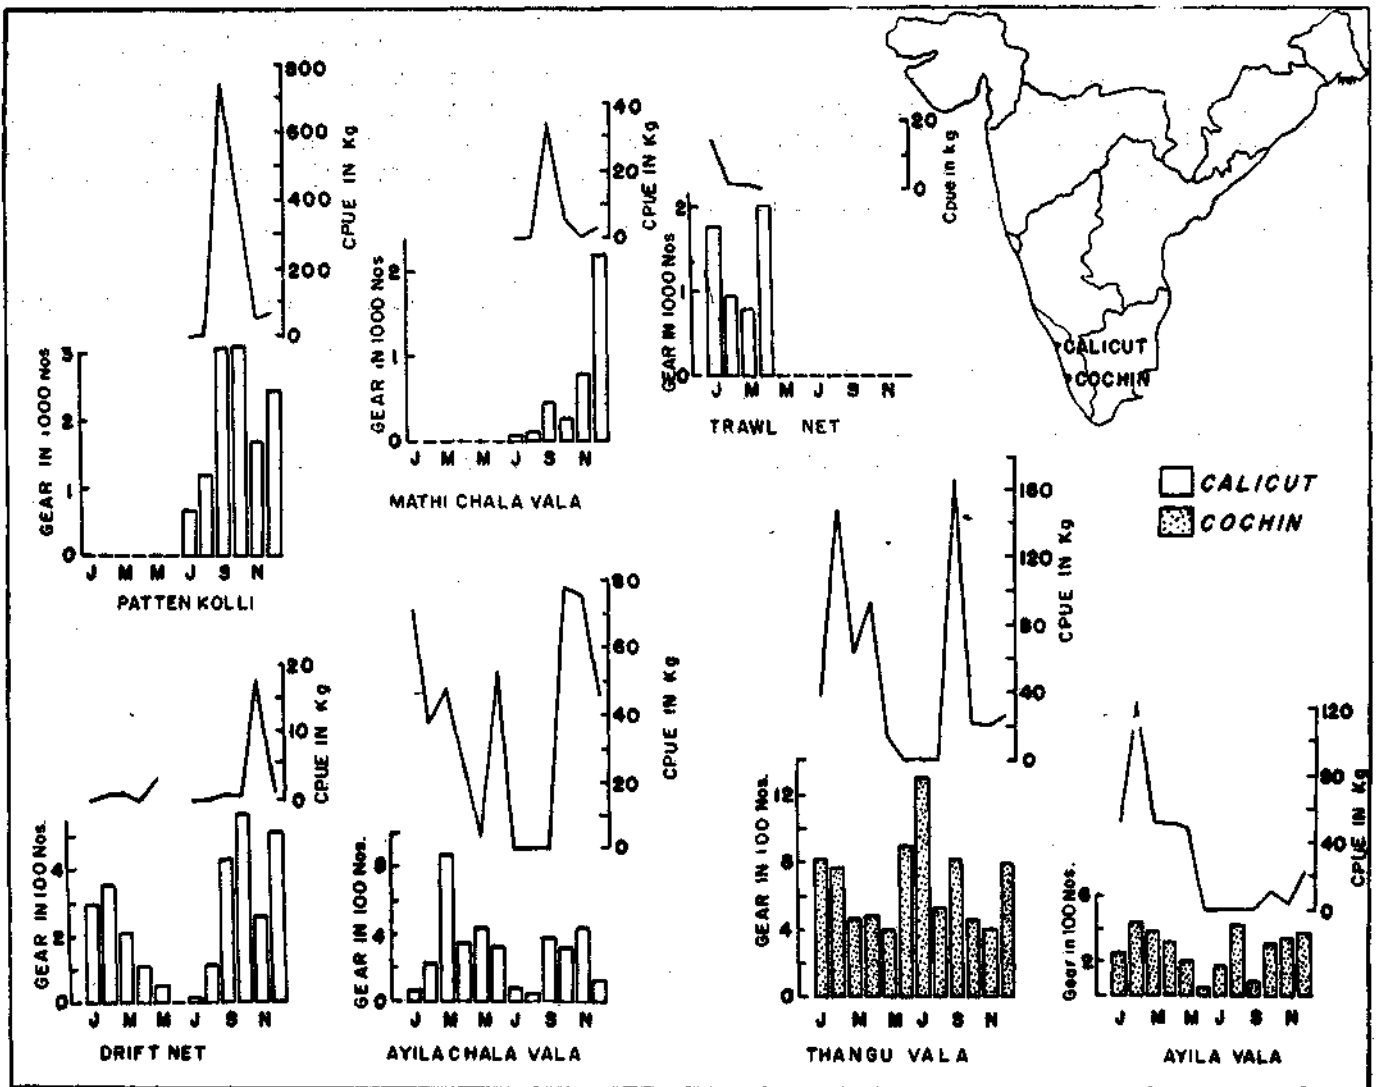 800
600
400
200
0
CPUE IN Kg
3
2
1
0
GEAR IN 1000 Nos
J M M J S N
PATTEN KOLLI
40
20
0
CPUE IN Kg
2
1
0
GEAR IN 1000 Nos
J M M J S N
MATHI CHALA VALA
20
0
Cpue in kg
2
1
0
GEAR IN 1000 Nos
J M M J S N
TRAWL NET
CALICUT
COCHIN
CALICUT
COCHIN
20
10
0
CPUE IN Kg
4
2
0
GEAR IN 100 Nos.
J M M J S N
DRIFT NET
80
60
40
20
0
CPUE IN Kg
8
4
0
GEAR IN 100 Nos.
J M M J S N
AYILA CHALA VALA
160
120
80
40
0
CPUE IN Kg
12
8
4
0
GEAR IN 100 Nos.
J M M J S N
THANGU VALA
120
80
40
0
CPUE IN Kg
6
2
Gear in 100 Nos.
J M M J S N
AYILA VALA